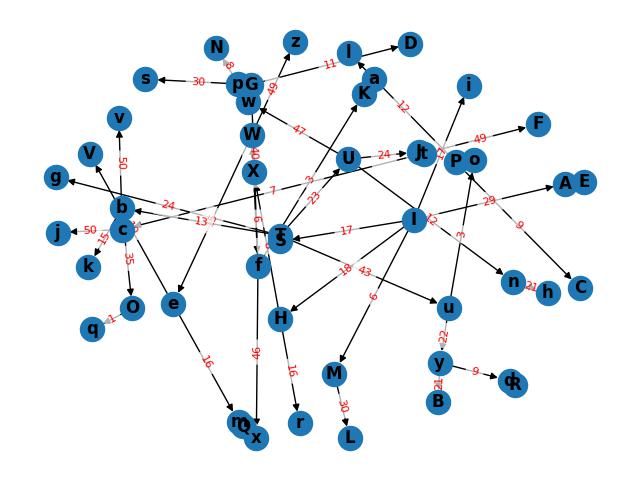 N
z
l
D
s
30
8
p
G
11
a
K
49
i
w
12
v
W
47
F
49
40
24
J
t
V
X
U
P
o
50
g
7
3
23
17
A
E
29
b
24
13
I
12
9
c
50
j
6
T
S
17
15
k
f
18
43
3
35
n
21
h
C
O
e
6
u
q
1
H
22
16
46
16
M
y
9
R
21
30
B
m
Q
x
r
L